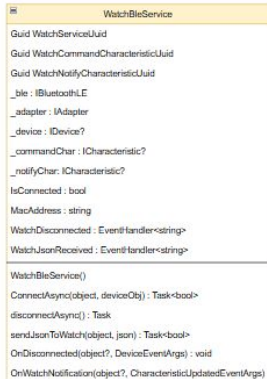 WatchBleService
Guid WatchServiceUuid
Guid WatchCommandCharacteristicUuid
Guid WatchNotifyCharacteristicUuid
_ble : IBluetoothLE
_adapter : IAdapter
_device : IDevice?
_commandChar : ICharacteristic?
_notifyChar: ICharacteristic?
IsConnected : bool
MacAddress : string
WatchDisconnected : EventHandler<string>
WatchJsonReceived : EventHandler<string>
WatchBleService()
ConnectAsync(object, deviceObj) : Task<bool>
disconnectAsync() : Task
sendJsonToWatch(object, json) : Task<bool>
OnDisconnected(object?, DeviceEventArgs) : void
OnWatchNotification(object?, CharacteristicUpdatedEventArgs)